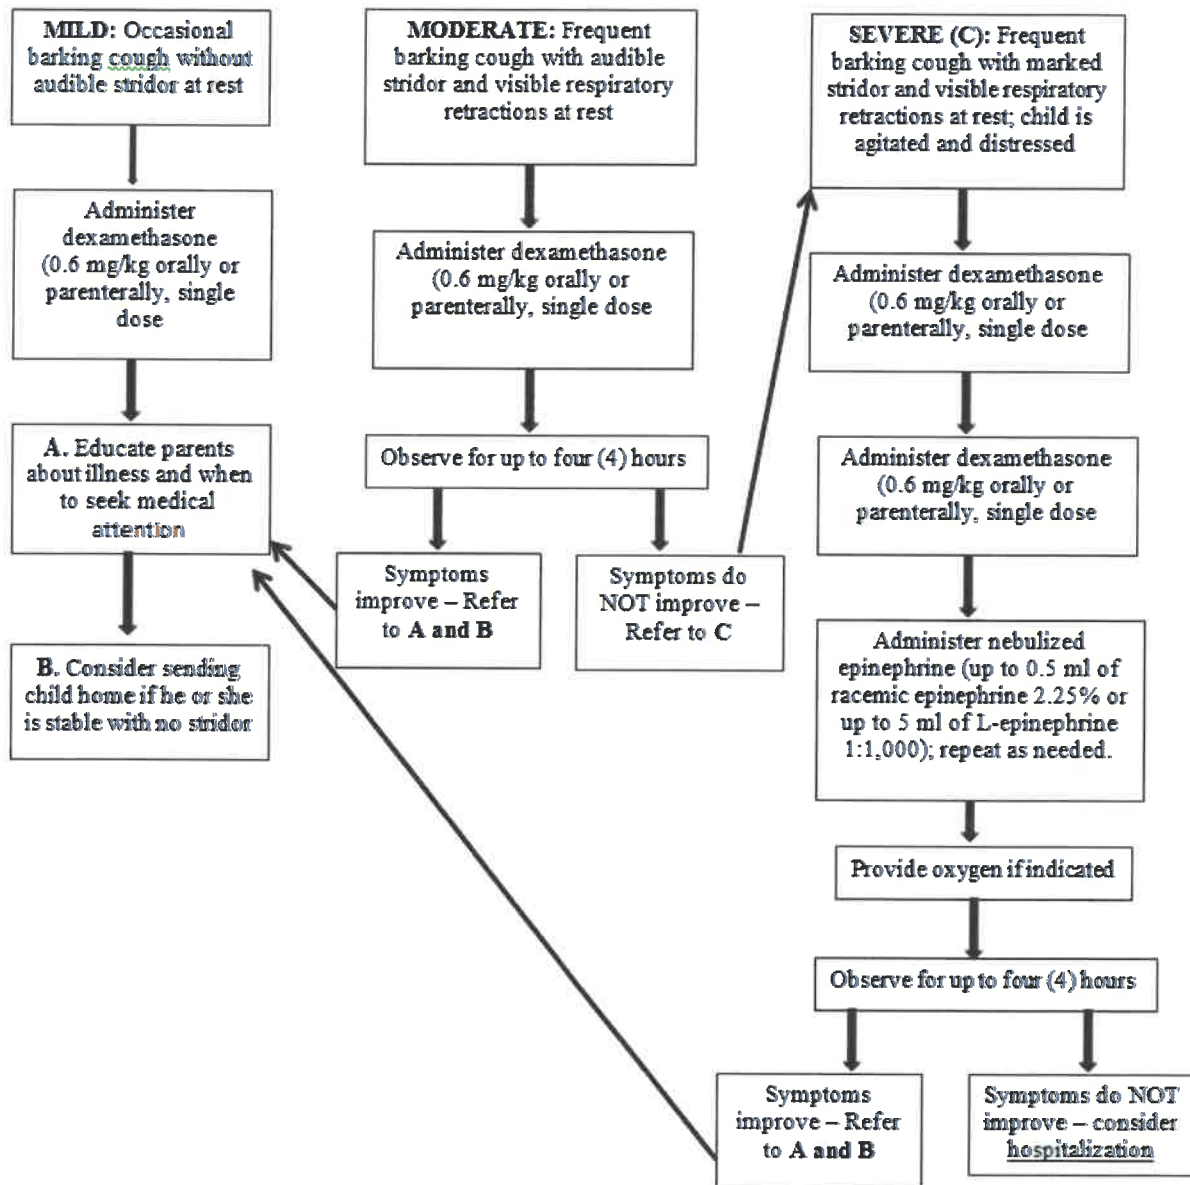 MILD: Occasional
barking cough without
audible stridor at rest
Administer
dexamethasone
(0.6 mg/kg orally or
parenterally, single
dose
A. Educate parents
about illness and when
to seek medical
attention
B. Consider sending
child home if he or she
is stable with no stridor
MODERATE: Frequent
barking cough with audible
stridor and visible respiratory
retractions at rest
Administer dexamethasone
(0.6 mg/kg orally or
parenterally, single dose
Observe for up to four (4) hours
Symptoms
improve – Refer
to A and B
Symptoms do
NOT improve –
Refer to C
SEVERE (C): Frequent
barking cough with marked
stridor and visible respiratory
retractions at rest; child is
agitated and distressed
Administer dexamethasone
(0.6 mg/kg orally or
parenterally, single dose
Administer dexamethasone
(0.6 mg/kg orally or
parenterally, single dose
Administer nebulized
epinephrine (up to 0.5 ml of
racemic epinephrine 2.25% or
up to 5 ml of L-epinephrine
1:1,000); repeat as needed.
Provide oxygen if indicated
Observe for up to four (4) hours
Symptoms
improve – Refer
to A and B
Symptoms do NOT
improve – consider
hospitalization